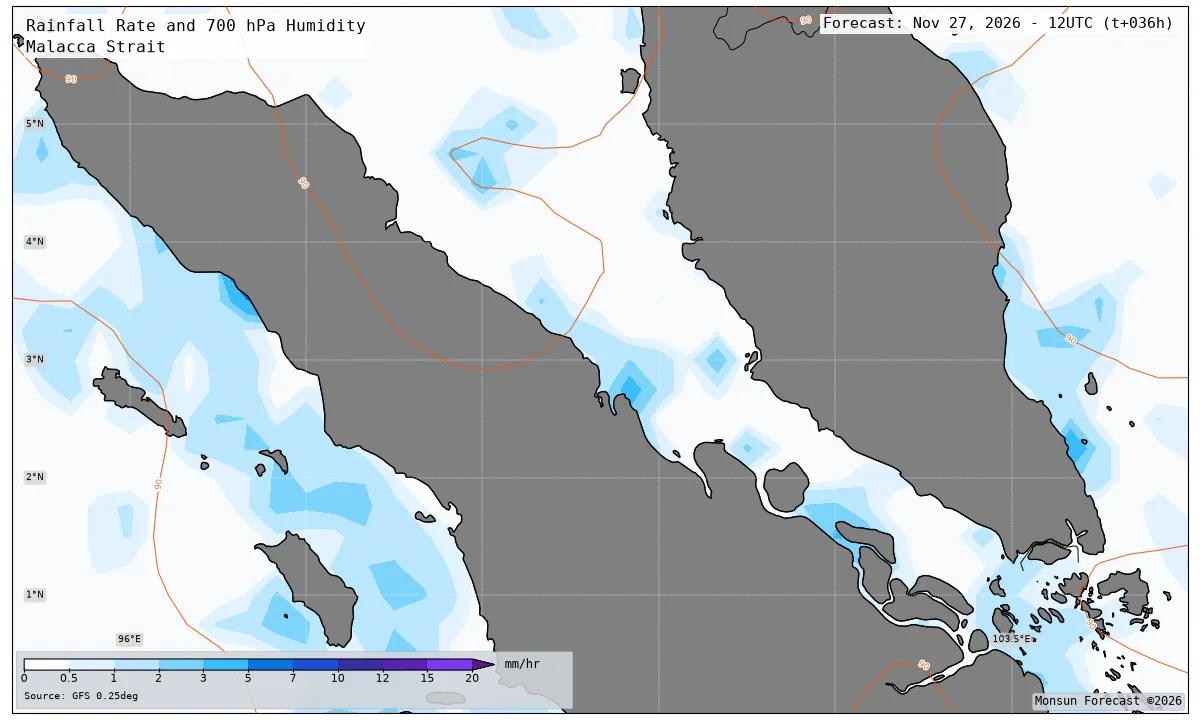 Rainfall Rate and 700 hPa Humidity
Malacca Strait
Forecast: Nov 27, 2026 - 12UTC (t+036h)
90
90
90
5°N
90
4°N
90
3°N
2°N
90
1°N
90
96°E
103.5°E
90
0 0.5 1 2 3 5 7 10 12 15 20
mm/hr
Source: GFS 0.25deg
Monsun Forecast ©2026